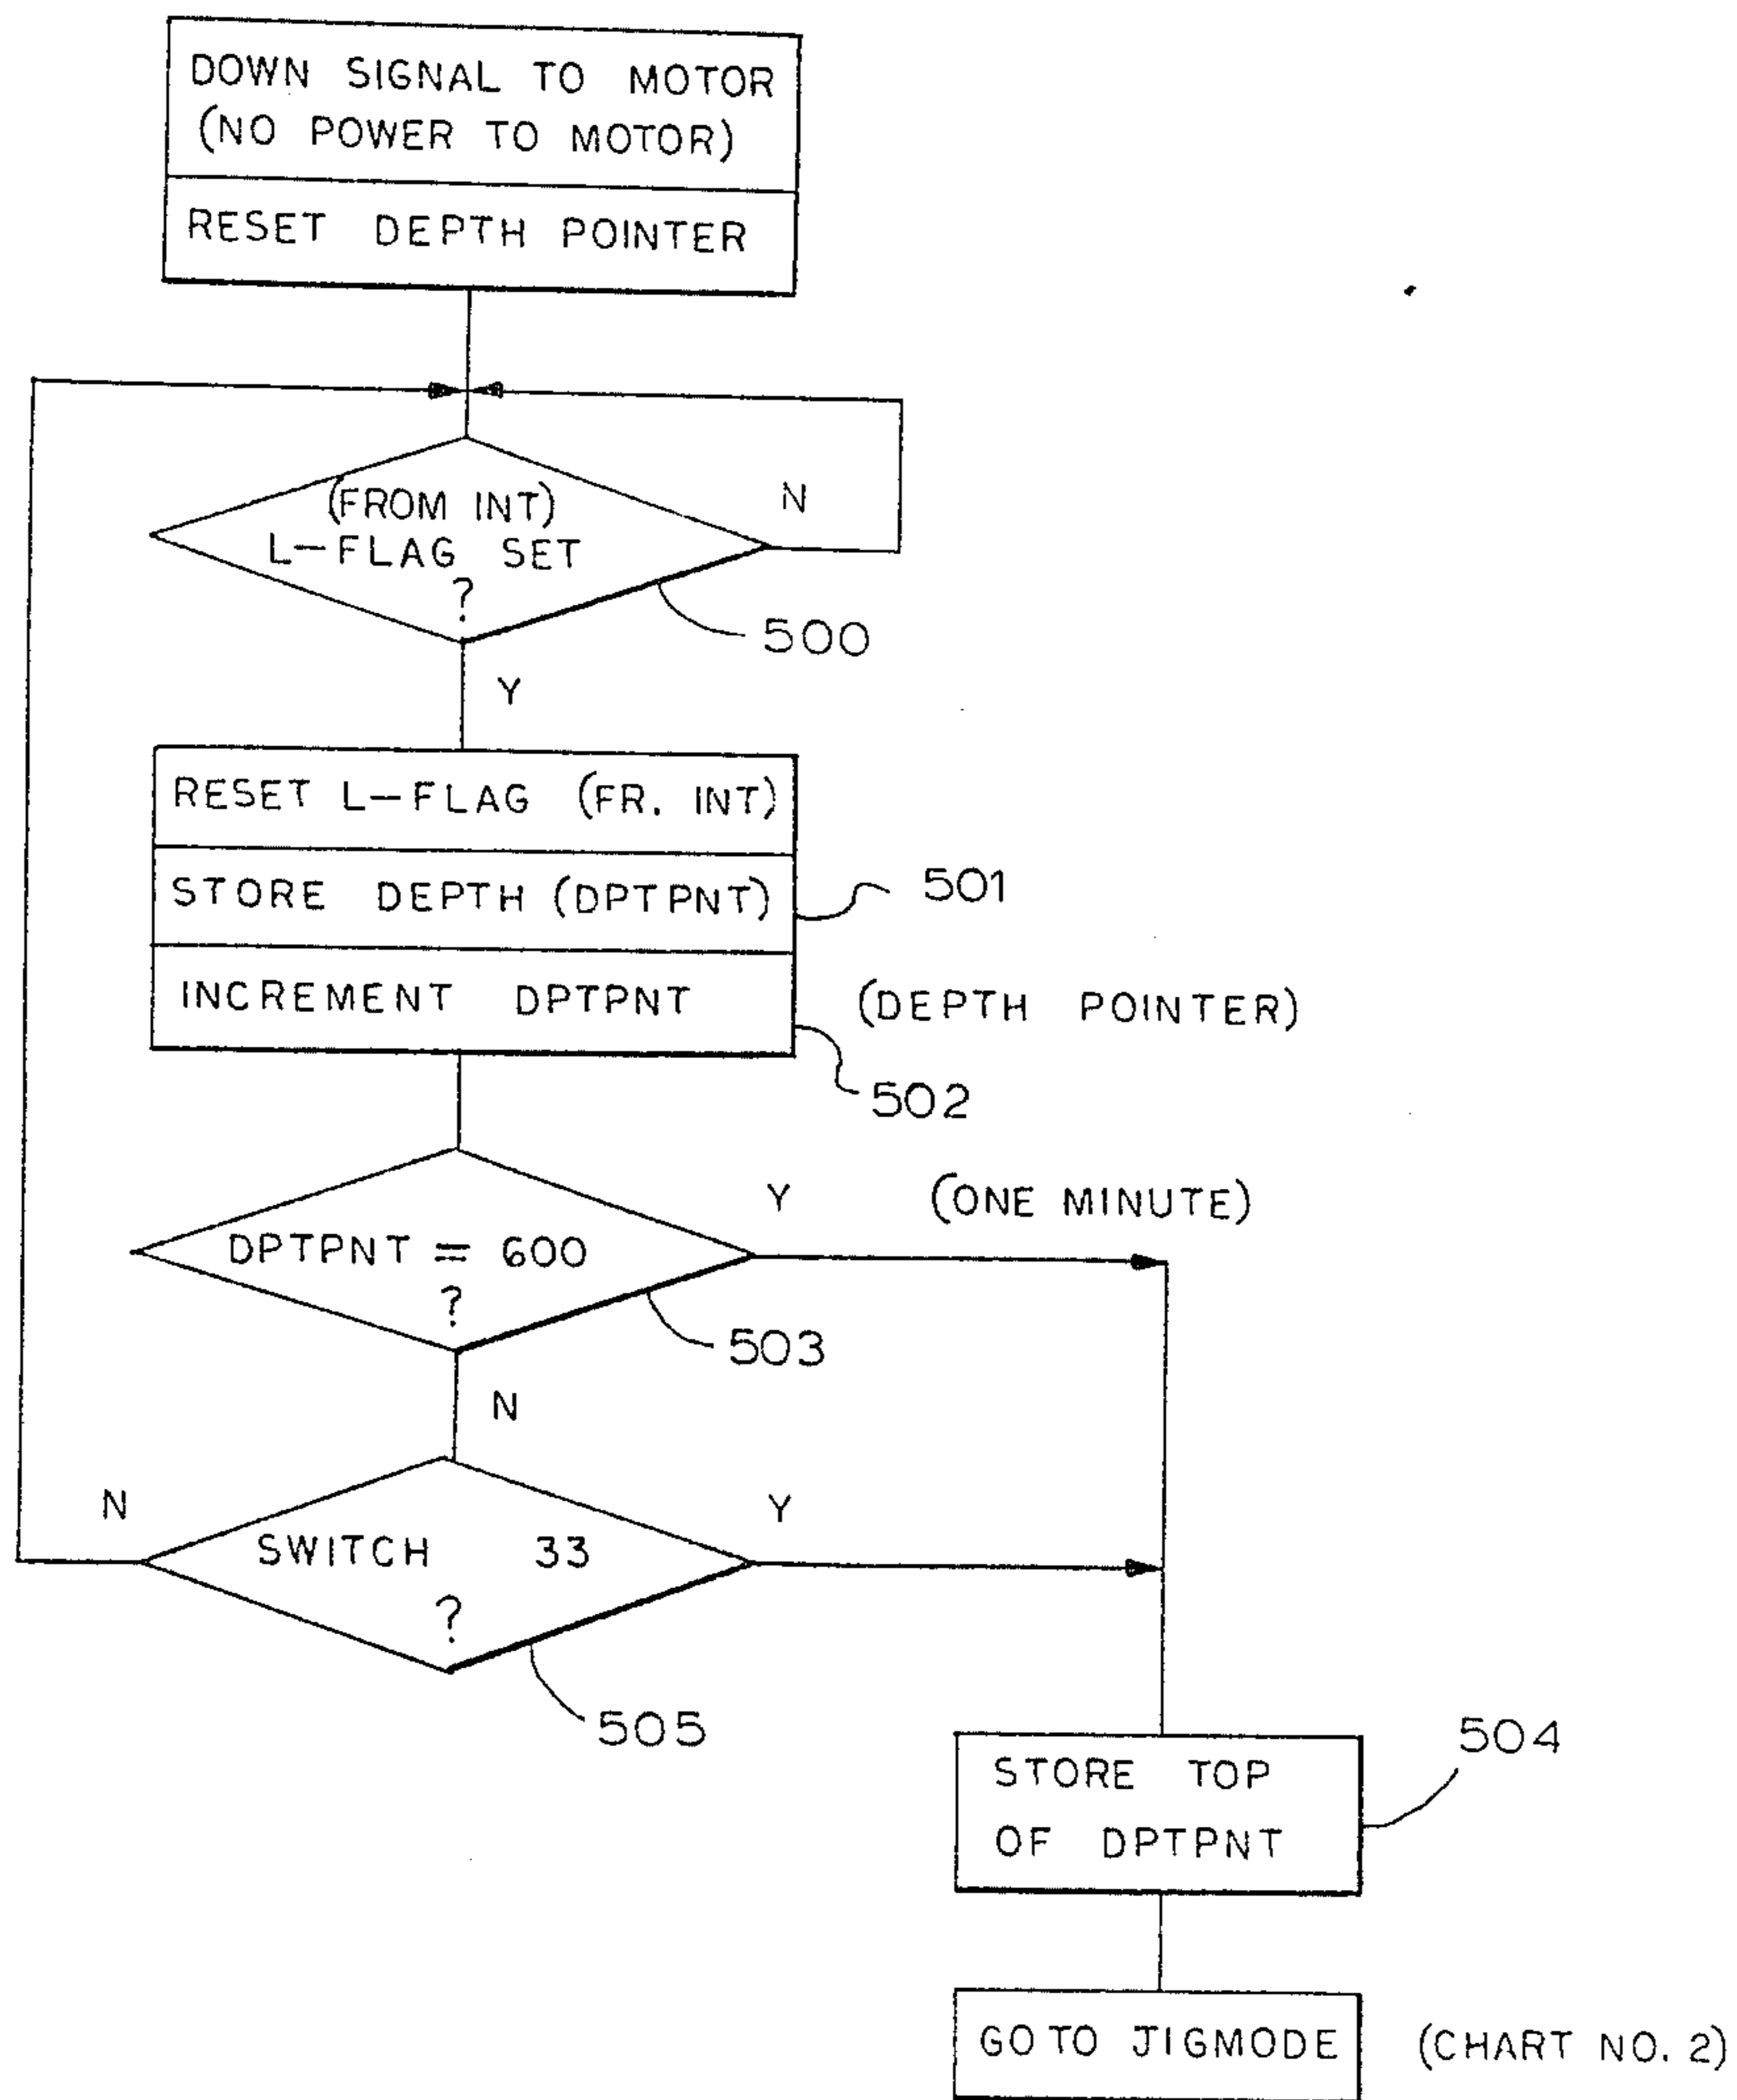 DOWN SIGNAL TO MOTOR
(NO POWER TO MOTOR)
RESET DEPTH POINTER
(FROM INT)
L-FLAG SET
?
N
500
Y
RESET L-FLAG (FR. INT)
STORE DEPTH (DPTPNT)
501
INCREMENT DPTPNT
(DEPTH POINTER)
502
DPTPNT = 600
?
Y
(ONE MINUTE)
503
N
SWITCH 33
?
N
Y
505
STORE TOP
OF DPTPNT
504
GO TO JIGMODE
(CHART NO. 2)